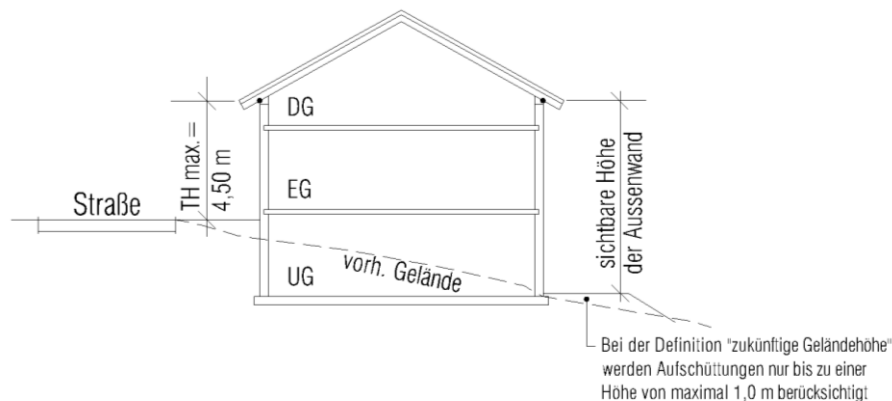 DG
TH max. =
4,50 m
EG
Straße
sichtbare Höhe
der Aussenwand
vorh. Gelände
UG
Bei der Definition "zukünftige Geländehöhe"
werden Aufschüttungen nur bis zu einer
Höhe von maximal 1,0 m berücksichtigt